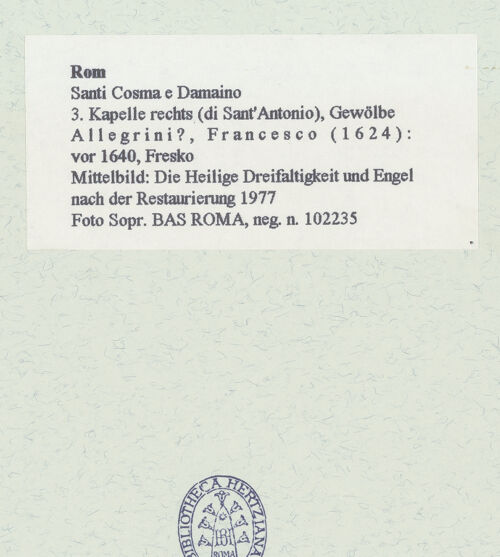 Rom
Santi Cosma e Damaino
3. Kapelle rechts (di Sant'Antonio), Gewölbe
Allegrini?, Francesco (1624):
vor 1640, Fresko
Mittelbild: Die Heilige Dreifaltigkeit und Engel
nach der Restaurierung 1977
Foto Sopr. BAS ROMA, neg. n. 102235
BIBLIOTHECA HERTZIANA
BH
ROMA